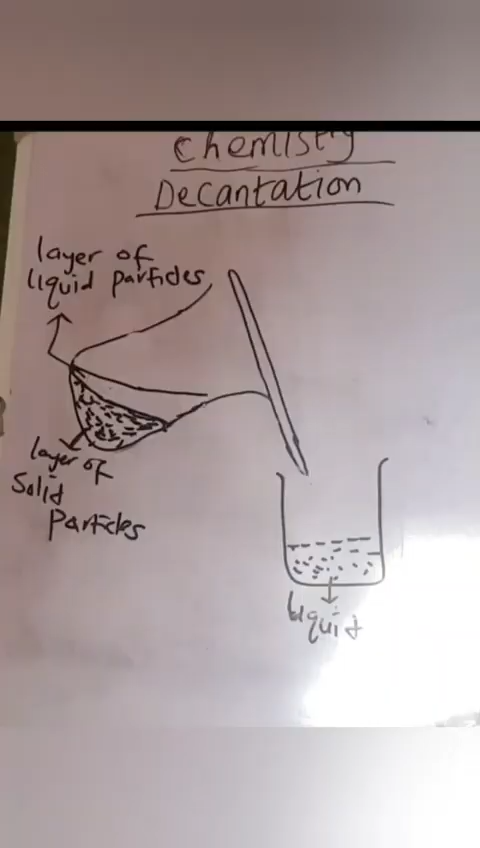 Chemistry
Decantation
layer of
liquid particles
layer of
Solid
Particles
Liquid